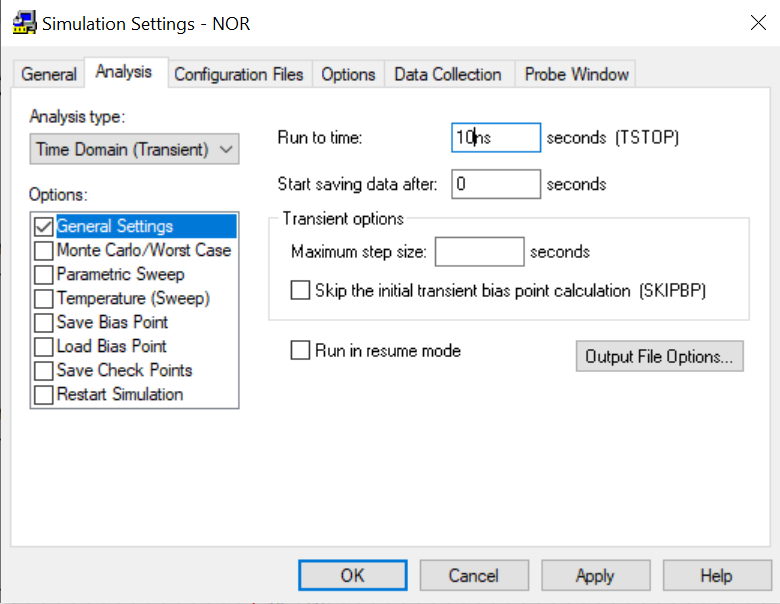 Simulation Settings - NOR
General Analysis Configuration Files Options Data Collection Probe Window
Analysis type:
Time Domain (Transient)
Options:
General Settings
Monte Carlo/Worst Case
Parametric Sweep
Temperature (Sweep)
Save Bias Point
Load Bias Point
Save Check Points
Restart Simulation
Run to time: 10ns seconds (TSTOP)
Start saving data after: 0 seconds
Transient options
Maximum step size: seconds
Skip the initial transient bias point calculation (SKIPBP)
Run in resume mode
Output File Options...
OK Cancel Apply Help